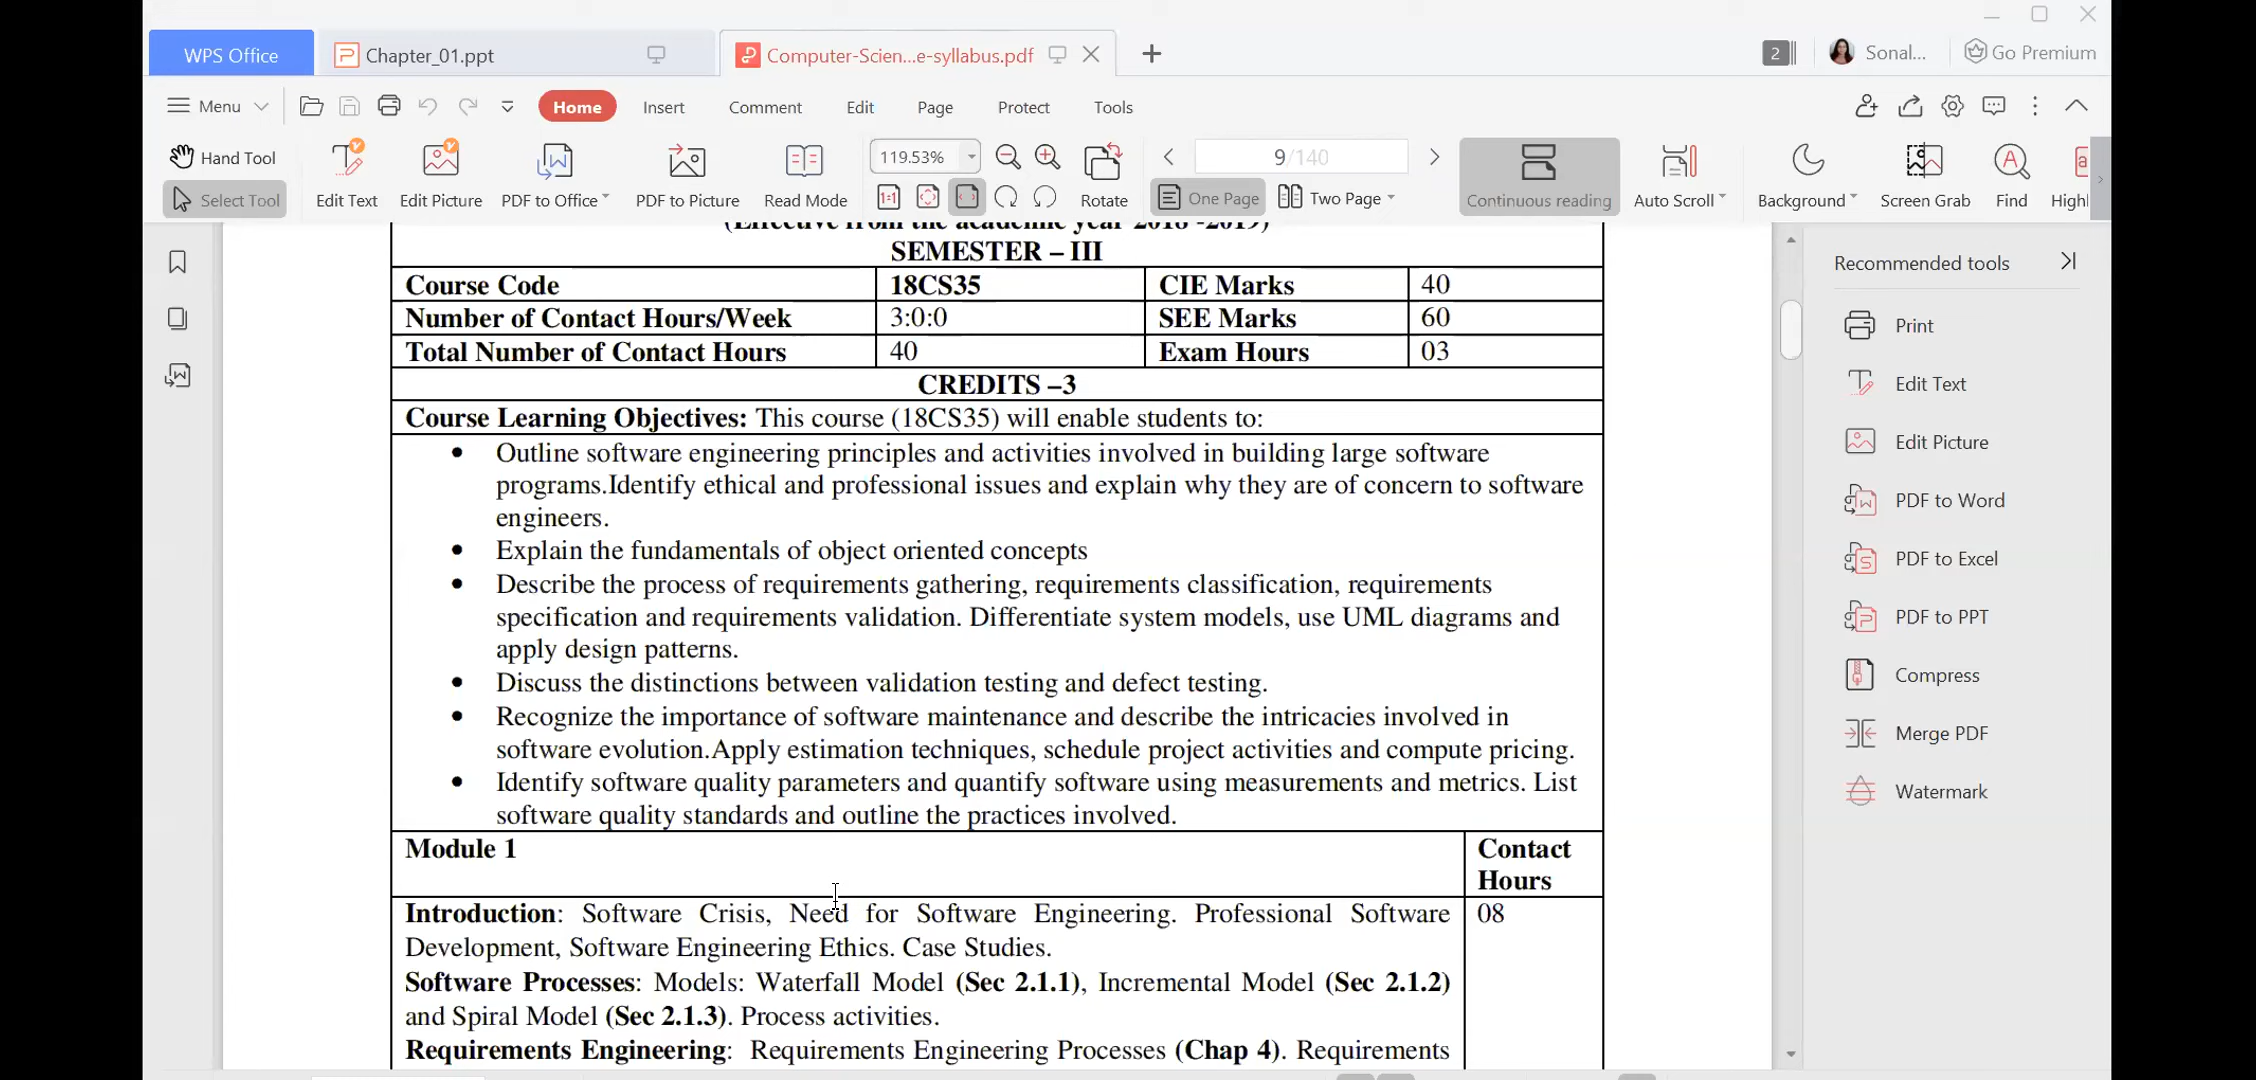 WPS Office
Chapter_01.ppt
Computer-Scien...e-syllabus.pdf
2
Sonal...
Go Premium
Menu
Home
Insert
Comment
Edit
Page
Protect
Tools
Hand Tool
Select Tool
Edit Text
Edit Picture
PDF to Office
PDF to Picture
Read Mode
119.53%
1:1
Rotate
9/140
One Page
Two Page
Continuous reading
Auto Scroll
Background
Screen Grab
Find
Highl
(Effective from the academic year 2018 -2019)
SEMESTER – III
Course Code 18CS35 CIE Marks 40
Number of Contact Hours/Week 3:0:0 SEE Marks 60
Total Number of Contact Hours 40 Exam Hours 03
CREDITS –3
Course Learning Objectives: This course (18CS35) will enable students to:
• Outline software engineering principles and activities involved in building large software
programs.Identify ethical and professional issues and explain why they are of concern to software
engineers.
• Explain the fundamentals of object oriented concepts
• Describe the process of requirements gathering, requirements classification, requirements
specification and requirements validation. Differentiate system models, use UML diagrams and
apply design patterns.
• Discuss the distinctions between validation testing and defect testing.
• Recognize the importance of software maintenance and describe the intricacies involved in
software evolution.Apply estimation techniques, schedule project activities and compute pricing.
• Identify software quality parameters and quantify software using measurements and metrics. List
software quality standards and outline the practices involved.
Module 1 Contact
Hours
Introduction: Software Crisis, Need for Software Engineering. Professional Software 08
Development, Software Engineering Ethics. Case Studies.
Software Processes: Models: Waterfall Model (Sec 2.1.1), Incremental Model (Sec 2.1.2)
and Spiral Model (Sec 2.1.3). Process activities.
Requirements Engineering: Requirements Engineering Processes (Chap 4). Requirements
Recommended tools
Print
Edit Text
Edit Picture
PDF to Word
PDF to Excel
PDF to PPT
Compress
Merge PDF
Watermark